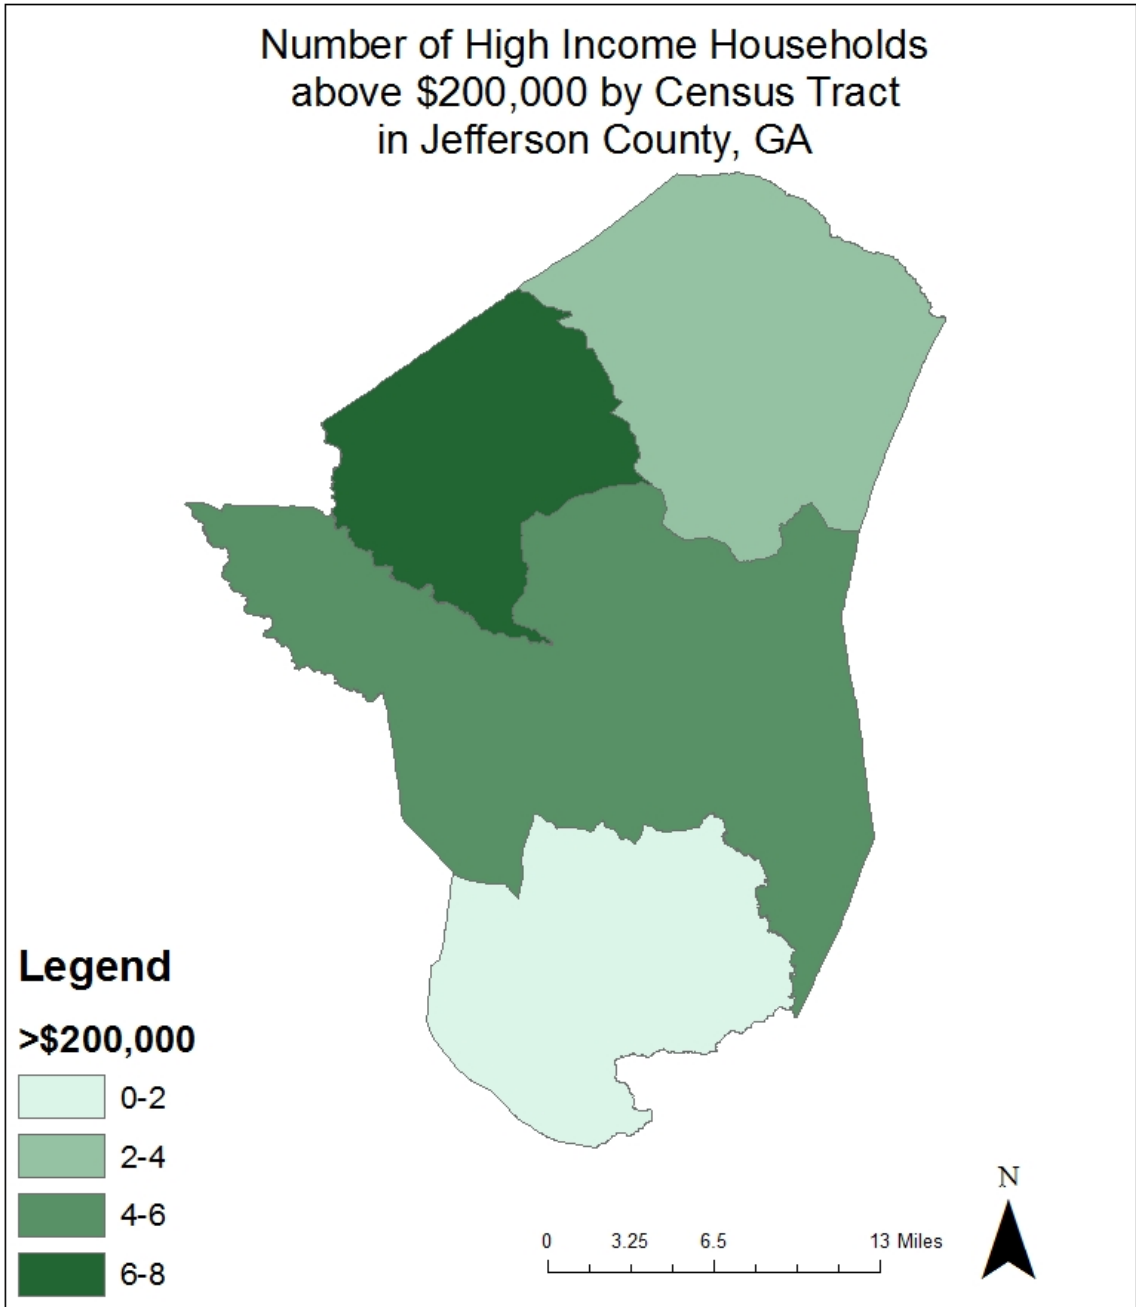 Number of High Income Households
above $200,000 by Census Tract
in Jefferson County, GA
Legend
>$200,000
0-2
2-4
4-6
6-8
0 3.25 6.5 13 Miles
N